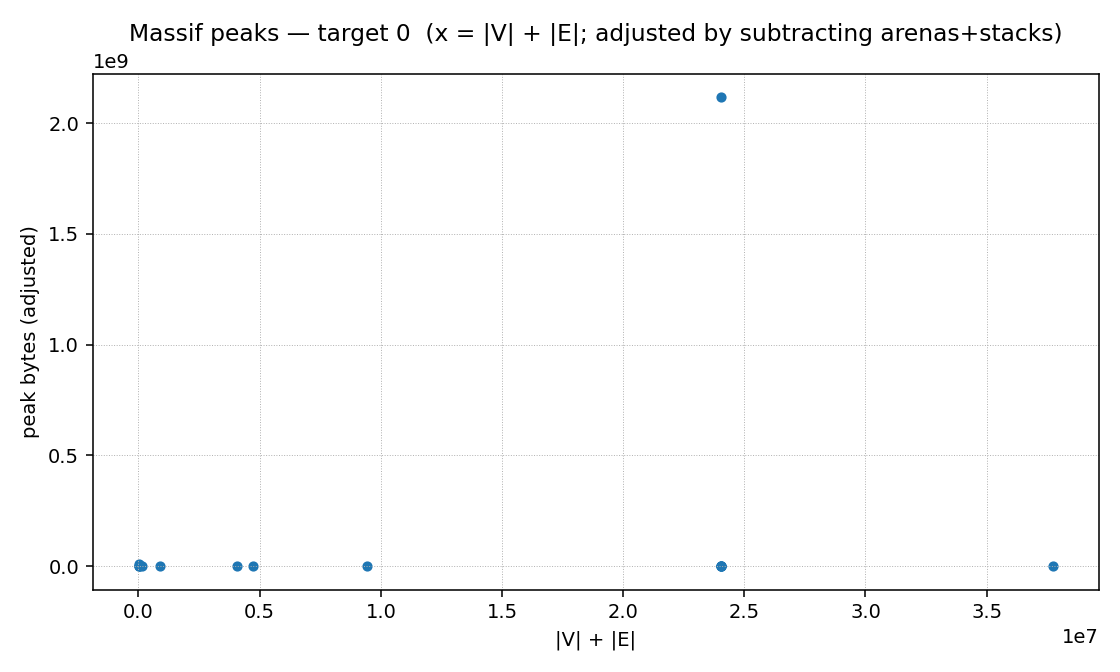 Massif peaks — target 0  (x = |V| + |E|; adjusted by subtracting arenas+stacks)
1e9
2.0
1.5
1.0
0.5
0.0
peak bytes (adjusted)
0.0 0.5 1.0 1.5 2.0 2.5 3.0 3.5
1e7
|V| + |E|